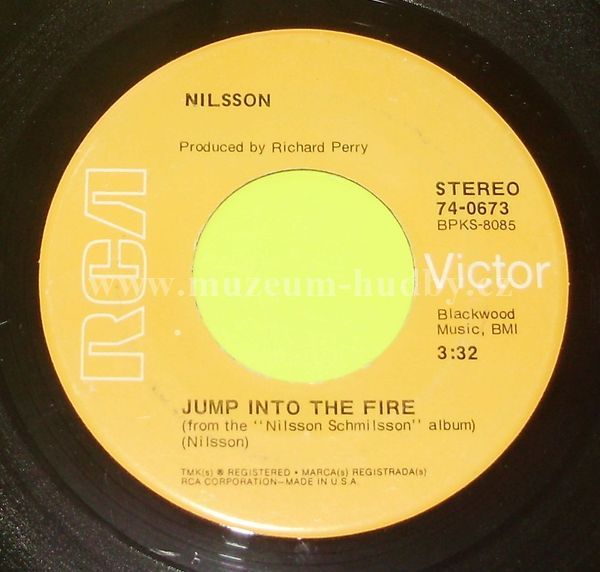 NILSSON
Produced by Richard Perry
STEREO
74-0673
BPKS-8085
RCA
Victor
www.muzeum-hudby.cz
Blackwood
Music, BMI
3:32
JUMP INTO THE FIRE
(from the "Nilsson Schmilsson" album)
(Nilsson)
TMK(s) ® REGISTERED • MARCA(s) REGISTRADA(s)
RCA CORPORATION—MADE IN U.S.A.